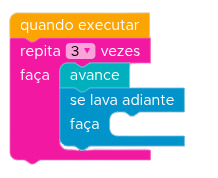 quando executar
repita 3 vezes
faça avance
se lava adiante
faça